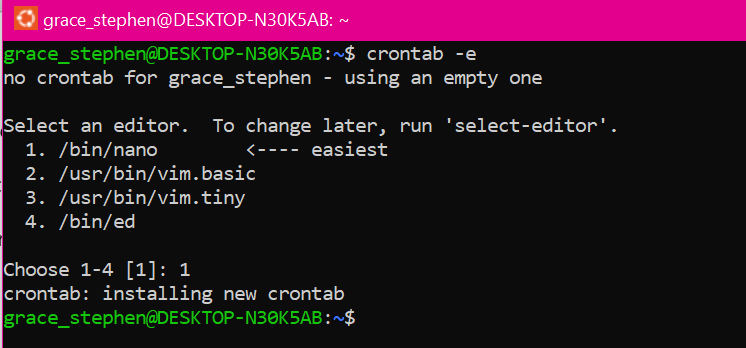 grace_stephen@DESKTOP-N30K5AB: ~
grace_stephen@DESKTOP-N30K5AB:~$ crontab -e
no crontab for grace_stephen - using an empty one
Select an editor.  To change later, run 'select-editor'.
  1. /bin/nano        <---- easiest
  2. /usr/bin/vim.basic
  3. /usr/bin/vim.tiny
  4. /bin/ed
Choose 1-4 [1]: 1
crontab: installing new crontab
grace_stephen@DESKTOP-N30K5AB:~$